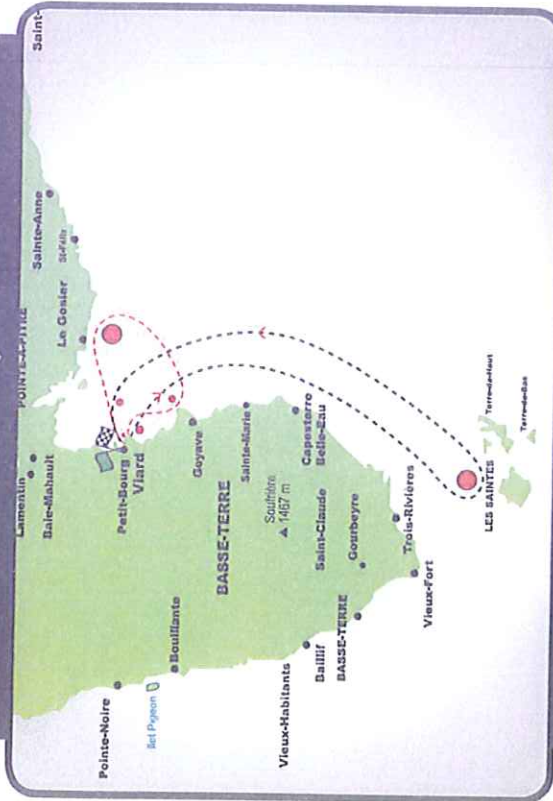 Pointe-Noire
Ilet Pigeon
Bouillante
Vieux-Habitants
Baillif
BASSE-TERRE
Vieux-Fort
Gourbeyre
Saint-Claude
Trois-Rivières
Soufrière
1467 m
BASSE-TERRE
Lamentin
Baie-Mahault
Petit-Bourg
Viard
Goyave
Sainte-Marie
Capesterre
Belle-Eau
POINTE-A-PITRE
Le Gosier
St-Félix
Sainte-Anne
Saint-
LES SAINTES
Terre-de-Haut
Terre-de-Bas